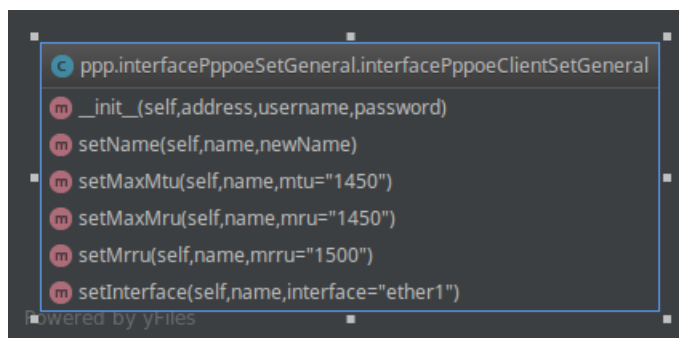 C ppp.interfacePppoeSetGeneral.interfacePppoeClientSetGeneral
m __init__(self,address,username,password)
m setName(self,name,newName)
m setMaxMtu(self,name,mtu="1450")
m setMaxMru(self,name,mru="1450")
m setMrru(self,name,mrru="1500")
m setInterface(self,name,interface="ether1")
Powered by yFiles